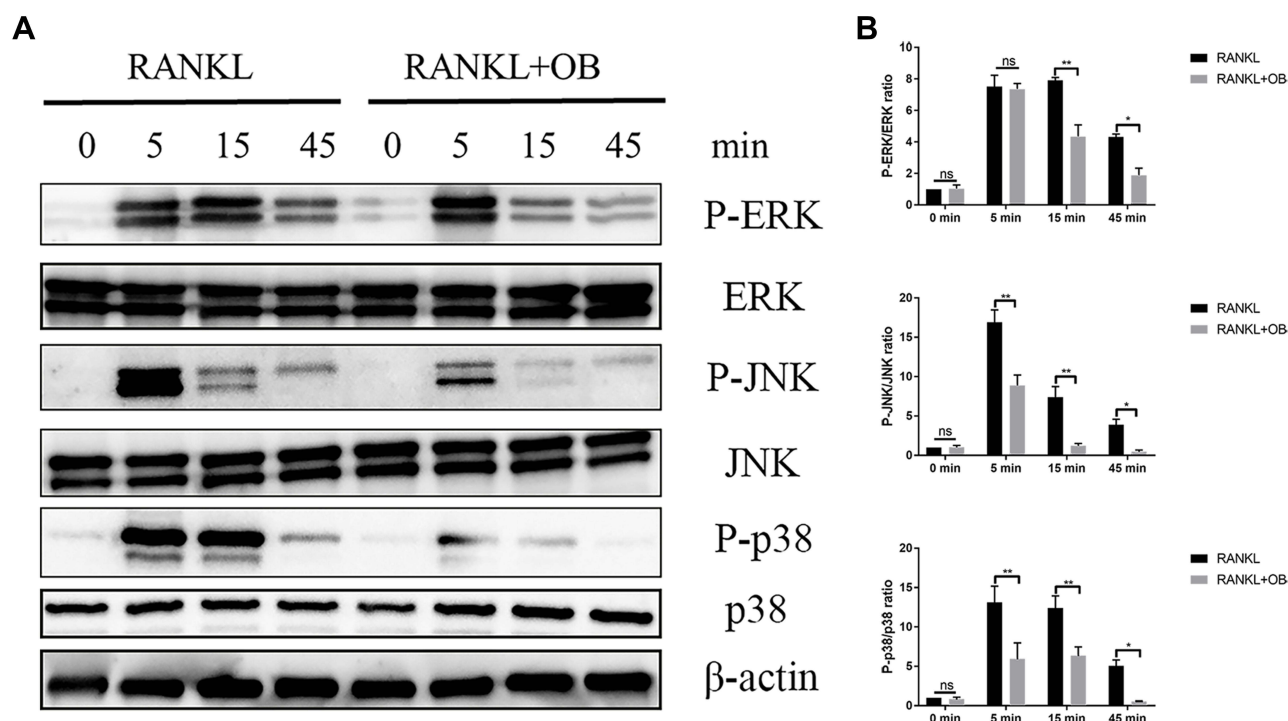 A
RANKL RANKL+OB
0 5 15 45 0 5 15 45 min
P-ERK
ERK
P-JNK
JNK
P-p38
p38
β-actin
B
P-ERK/ERK ratio
10
8
6
4
2
0
ns
ns
**
*
0 min 5 min 15 min 45 min
RANKL
RANKL+OB
P-JNK/JNK ratio
20
15
10
5
0
ns
**
**
*
0 min 5 min 15 min 45 min
RANKL
RANKL+OB
P-p38/p38 ratio
20
15
10
5
0
ns
**
**
*
0 min 5 min 15 min 45 min
RANKL
RANKL+OB